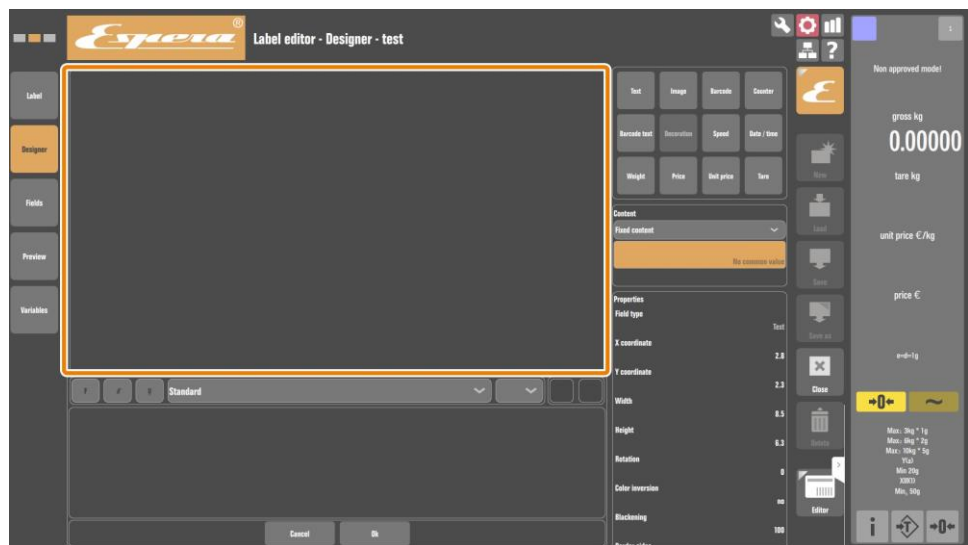 Espera®
Label editor - Designer - test
?
1
Label
Designer
Fields
Preview
Variables
Text
Image
Barcode
Counter
Barcode text
Decoration
Speed
Date / time
Weight
Price
Unit price
Tare
Content
Fixed content
No common value
Properties
Field type
Text
X coordinate
2.8
Y coordinate
2.3
Width
8.5
Height
6.3
Rotation
0
Color inversion
no
Blackening
100
Standard
Cancel
Ok
E
New
Load
Save
Save as
Close
Delete
Editor
Non approved mode!
gross kg
0.00000
tare kg
unit price €/kg
price €
e=d=1g
→0←
~
Max: 3kg * 1g
Max: 6kg * 2g
Max: 10kg * 5g
Y(a)
Min 20g
Min, 50g
i
T
→0←